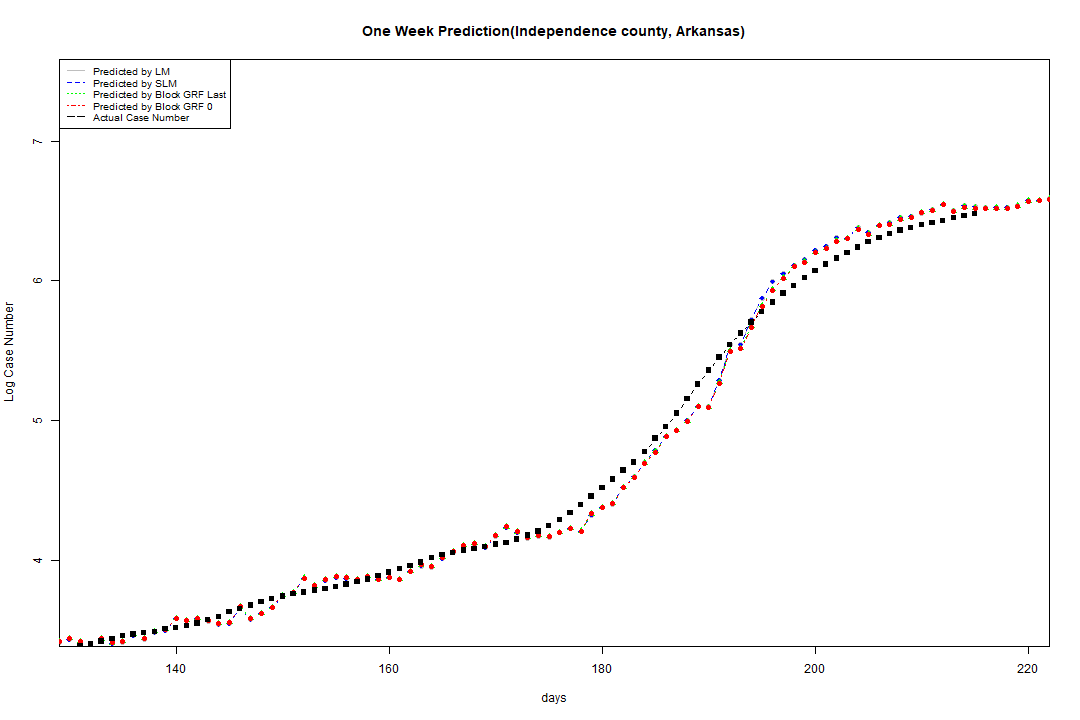 One Week Prediction(Independence county, Arkansas)
Predicted by LM
Predicted by SLM
Predicted by Block GRF Last
Predicted by Block GRF 0
Actual Case Number
7
6
5
4
Log Case Number
140 160 180 200 220
days